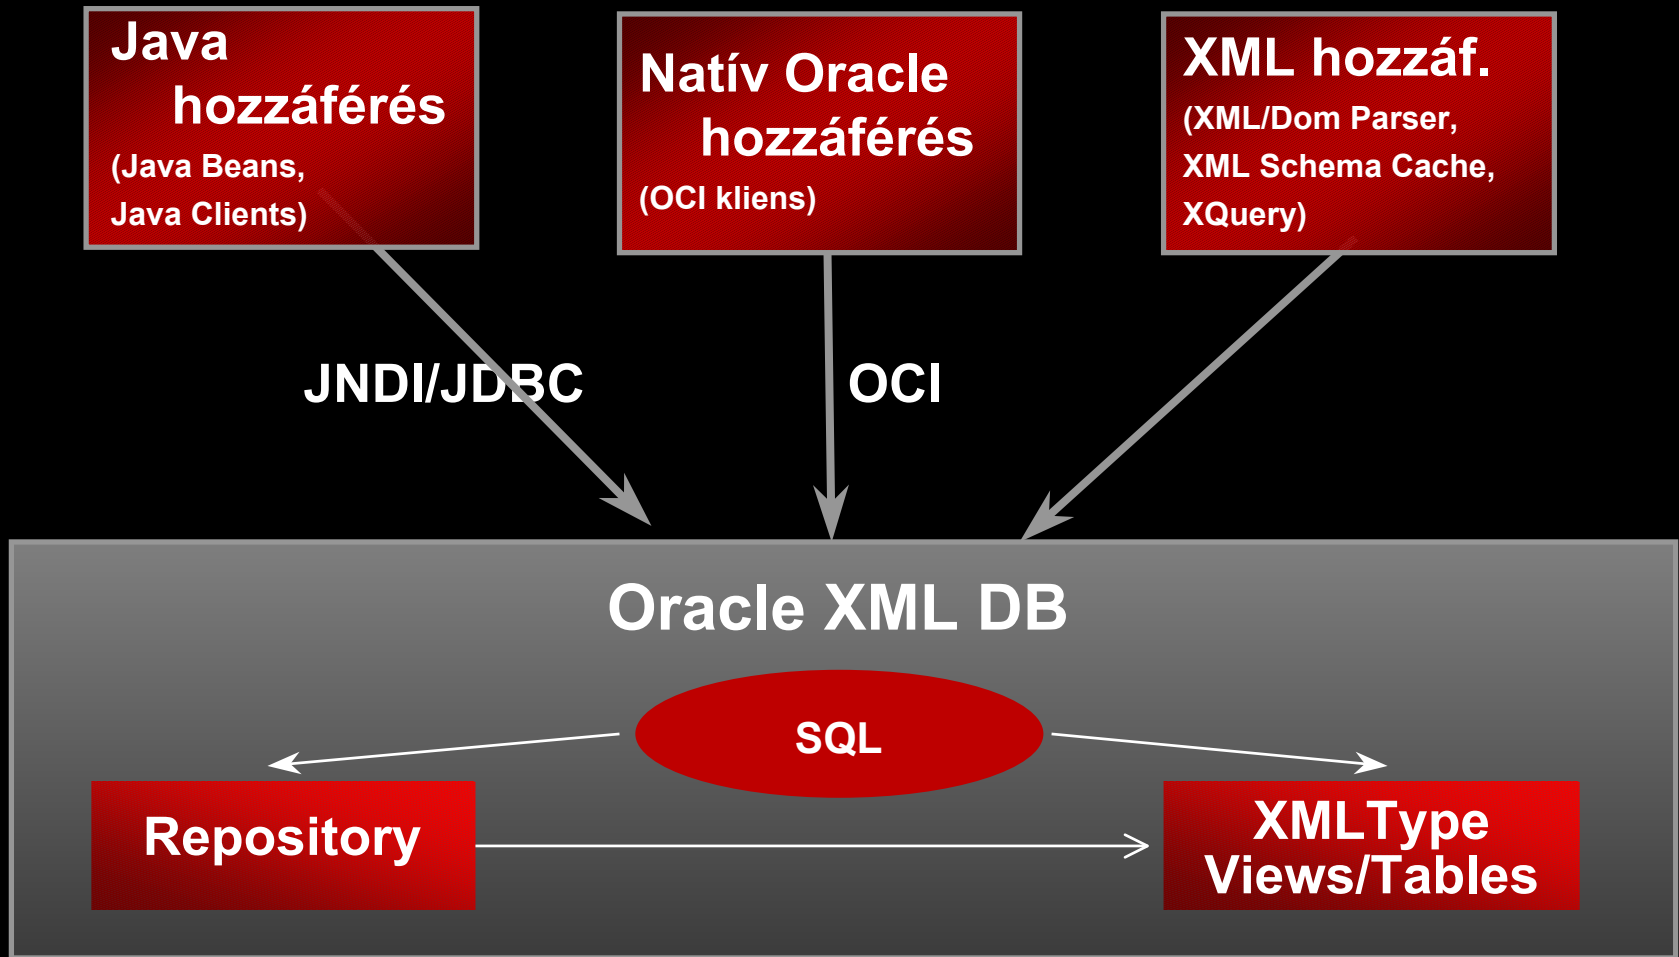 Java
hozzáférés
(Java Beans,
Java Clients)
Natív Oracle
hozzáférés
(OCI kliens)
XML hozzáf.
(XML/Dom Parser,
XML Schema Cache,
XQuery)
JNDI/JDBC
OCI
Oracle XML DB
SQL
Repository
XMLType
Views/Tables